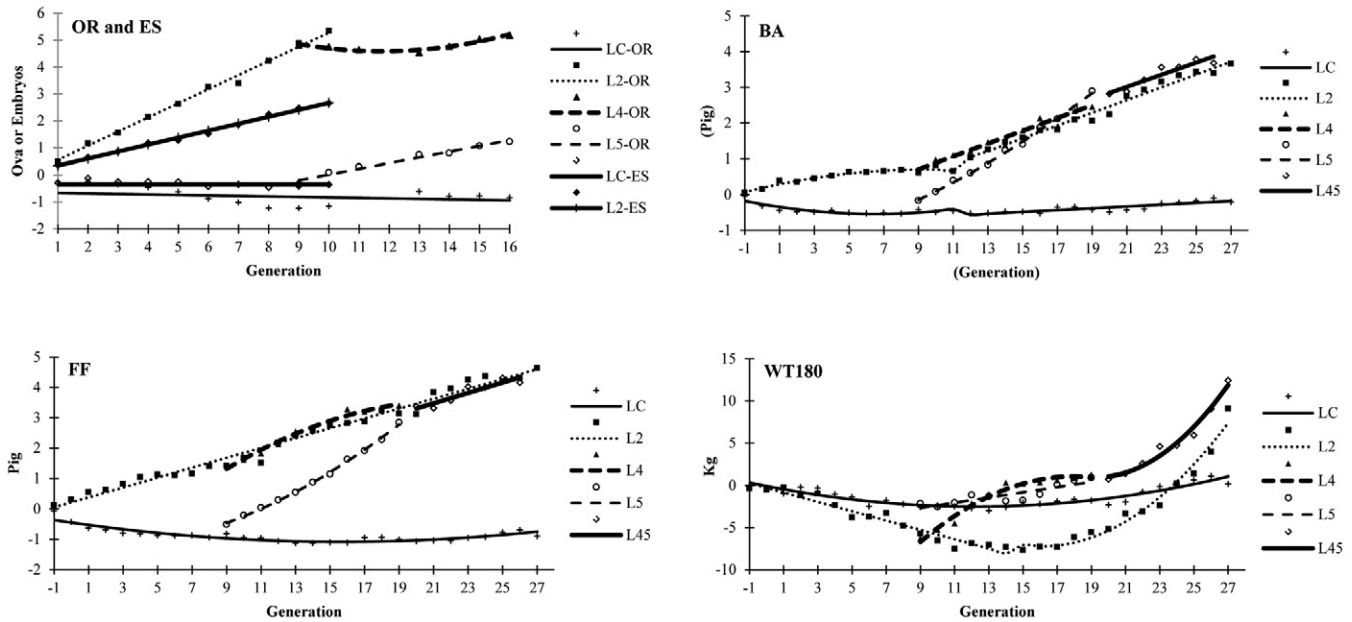 OR and ES
Ova or Embryos
6
5
4
3
2
1
0
-1
-2
1 2 3 4 5 6 7 8 9 10 11 12 13 14 15 16
Generation
LC-OR
L2-OR
L4-OR
L5-OR
LC-ES
L2-ES
BA
(Pig)
5
4
3
2
1
0
-1
-1 1 3 5 7 9 11 13 15 17 19 21 23 25 27
(Generation)
LC
L2
L4
L5
L45
FF
Pig
5
4
3
2
1
0
-1
-2
-1 1 3 5 7 9 11 13 15 17 19 21 23 25 27
Generation
LC
L2
L4
L5
L45
WT180
Kg
15
10
5
0
-5
-10
-1 1 3 5 7 9 11 13 15 17 19 21 23 25 27
Generation
LC
L2
L4
L5
L45